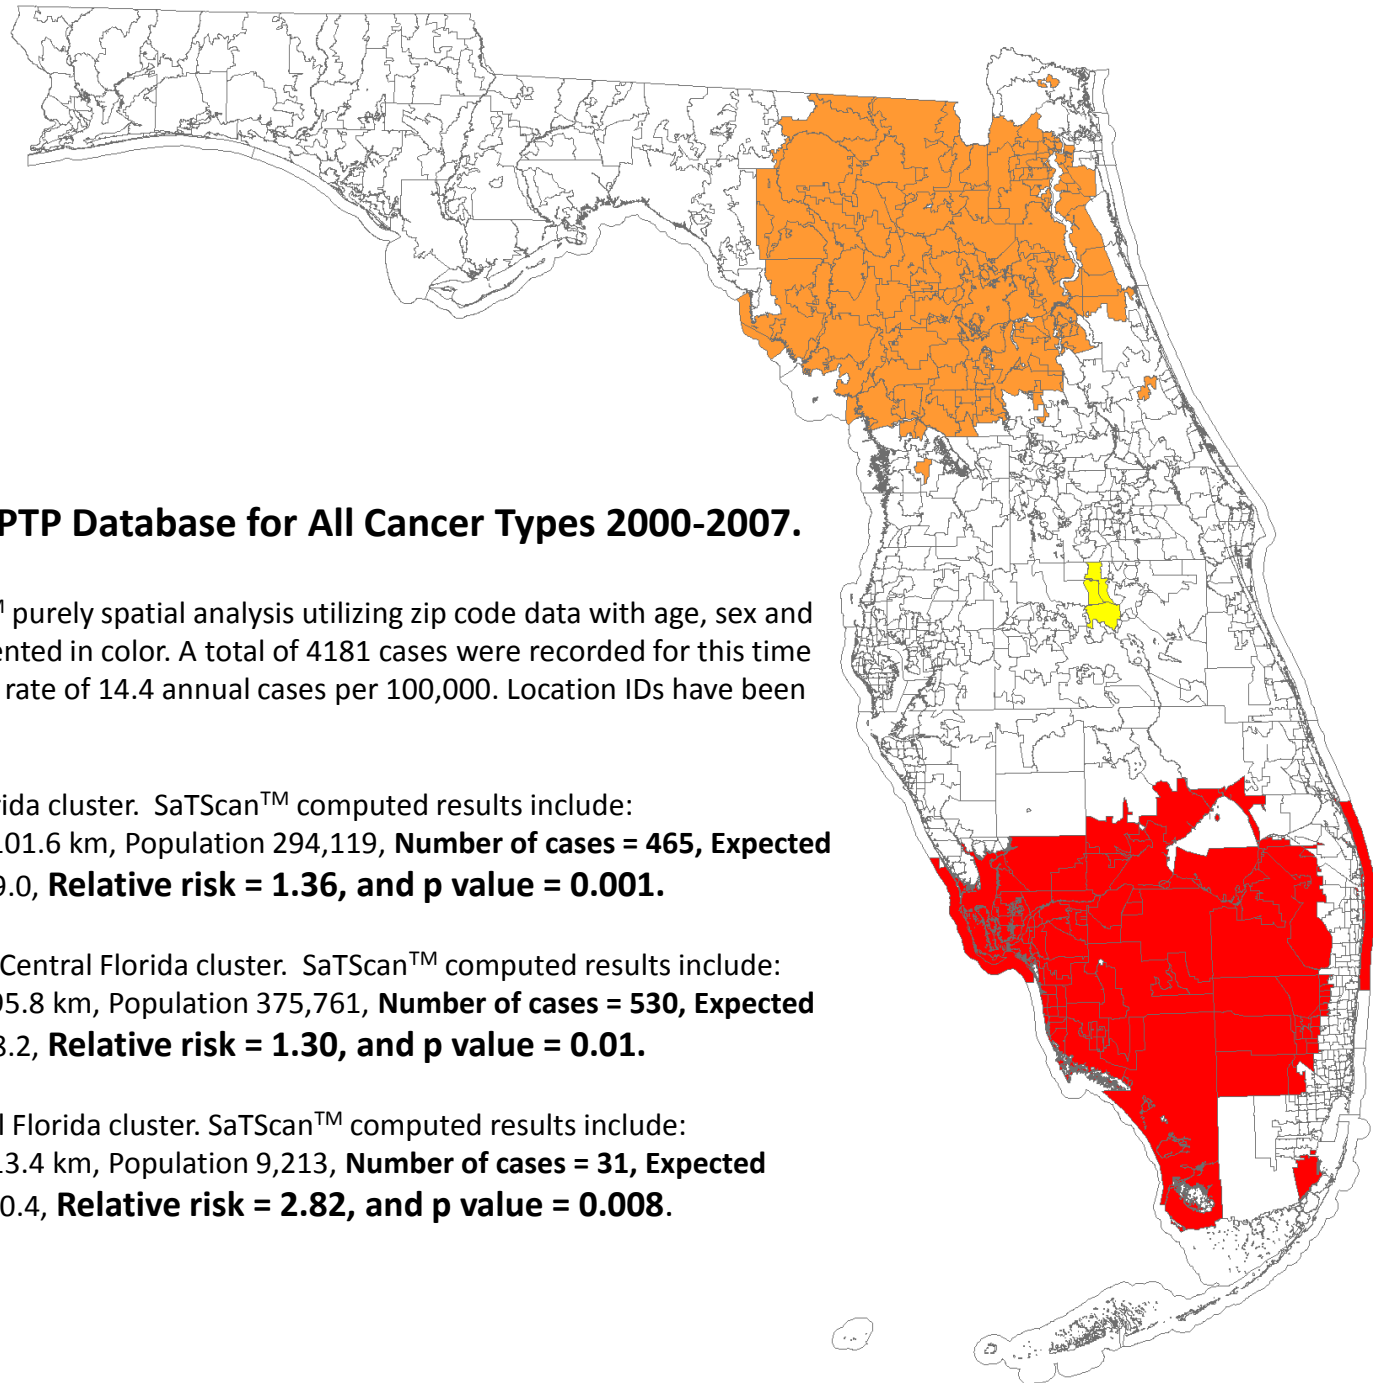 PTP Database for All Cancer Types 2000-2007.
™ purely spatial analysis utilizing zip code data with age, sex and
ented in color. A total of 4181 cases were recorded for this time
rate of 14.4 annual cases per 100,000. Location IDs have been
rida cluster. SaTScan™ computed results include:
101.6 km, Population 294,119, Number of cases = 465, Expected
9.0, Relative risk = 1.36, and p value = 0.001.
Central Florida cluster. SaTScan™ computed results include:
95.8 km, Population 375,761, Number of cases = 530, Expected
8.2, Relative risk = 1.30, and p value = 0.01.
l Florida cluster. SaTScan™ computed results include:
13.4 km, Population 9,213, Number of cases = 31, Expected
0.4, Relative risk = 2.82, and p value = 0.008.